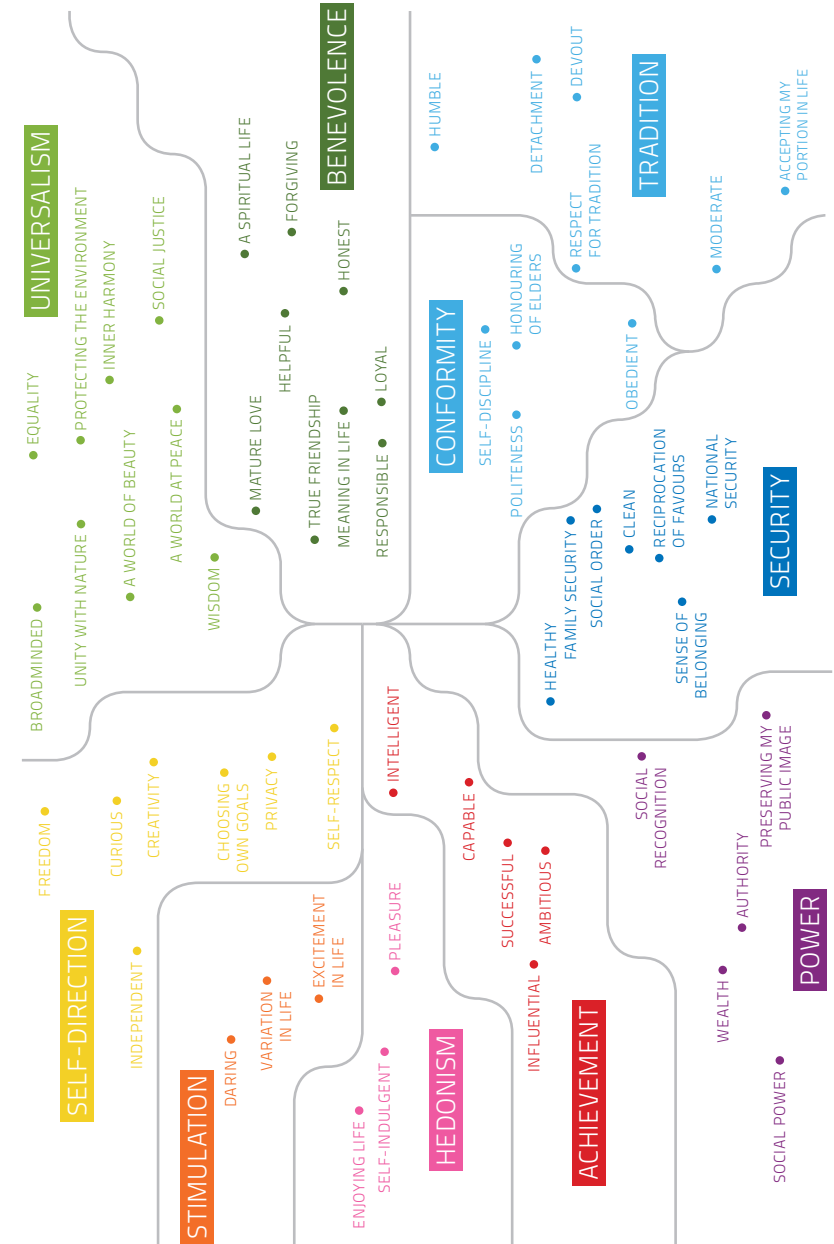 SELF-DIRECTION
FREEDOM
CURIOUS
CREATIVITY
INDEPENDENT
CHOOSING
OWN GOALS
PRIVACY
SELF-RESPECT
UNIVERSALISM
BROADMINDED
EQUALITY
UNITY WITH NATURE
PROTECTING THE ENVIRONMENT
INNER HARMONY
A WORLD OF BEAUTY
SOCIAL JUSTICE
A WORLD AT PEACE
WISDOM
STIMULATION
DARING
VARIATION
IN LIFE
EXCITEMENT
IN LIFE
BENEVOLENCE
A SPIRITUAL LIFE
MATURE LOVE
HELPFUL
FORGIVING
TRUE FRIENDSHIP
MEANING IN LIFE
HONEST
RESPONSIBLE
LOYAL
HEDONISM
ENJOYING LIFE
SELF-INDULGENT
PLEASURE
ACHIEVEMENT
INTELLIGENT
CAPABLE
SUCCESSFUL
AMBITIOUS
INFLUENTIAL
CONFORMITY
SELF-DISCIPLINE
POLITENESS
HONOURING
OF ELDERS
OBEDIENT
TRADITION
HUMBLE
DETACHMENT
DEVOUT
RESPECT
FOR TRADITION
MODERATE
ACCEPTING MY
PORTION IN LIFE
SECURITY
HEALTHY
FAMILY SECURITY
SOCIAL ORDER
CLEAN
RECIPROCATION
OF FAVOURS
SENSE OF
BELONGING
NATIONAL
SECURITY
POWER
SOCIAL
RECOGNITION
WEALTH
AUTHORITY
PRESERVING MY
PUBLIC IMAGE
SOCIAL POWER